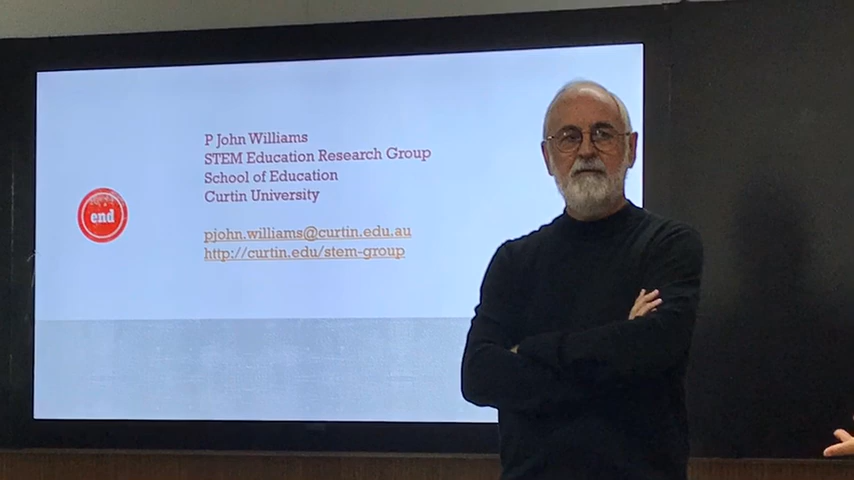 P John Williams
STEM Education Research Group
School of Education
Curtin University
end
pjohn.williams@curtin.edu.au
http://curtin.edu/stem-group